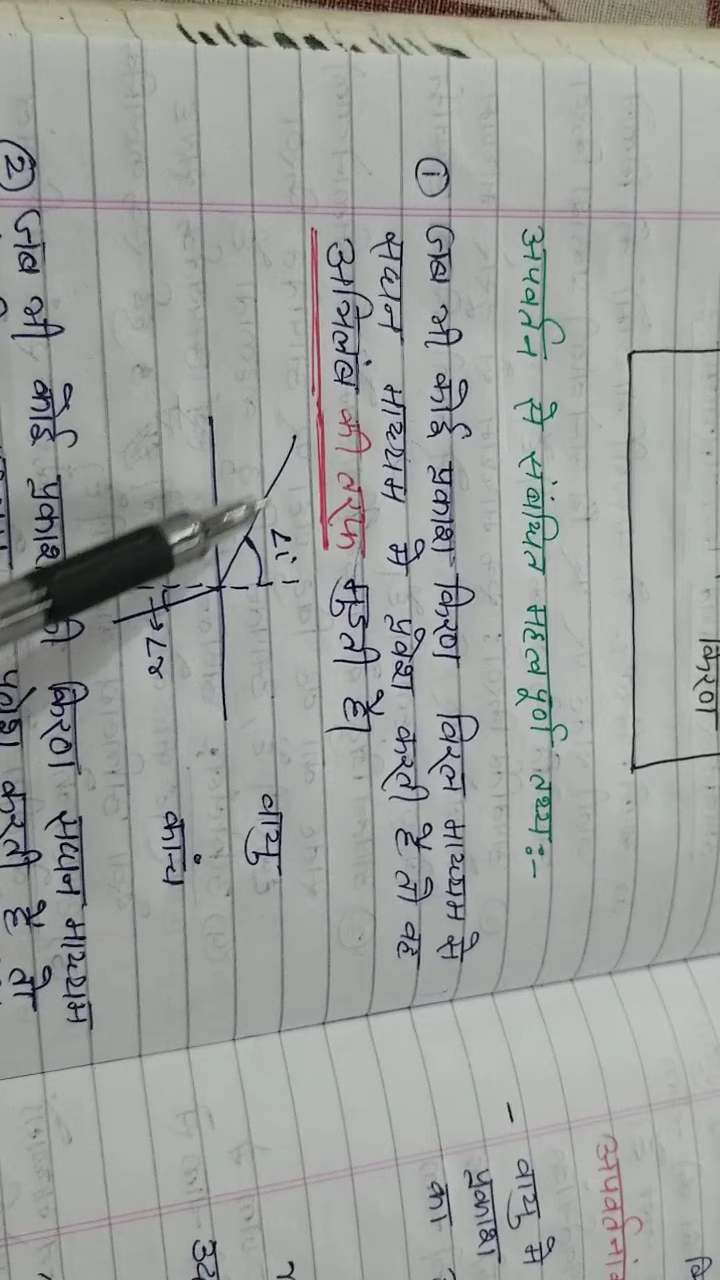 किरण
अपवर्तन से संबंधित महत्वपूर्ण तथ्य:-
① जब भी कोई प्रकाश किरण विरल माध्यम से
सघन माध्यम में प्रवेश करती है तो वह
अभिलंब की तरफ मुड़ती है।
∠i
वायु
∠r
कांच
② जब भी कोई प्रकाश की किरण सघन माध्यम
प्रवेश करती है तो
अपवर्तनां
- वायु में
प्रकाश
का